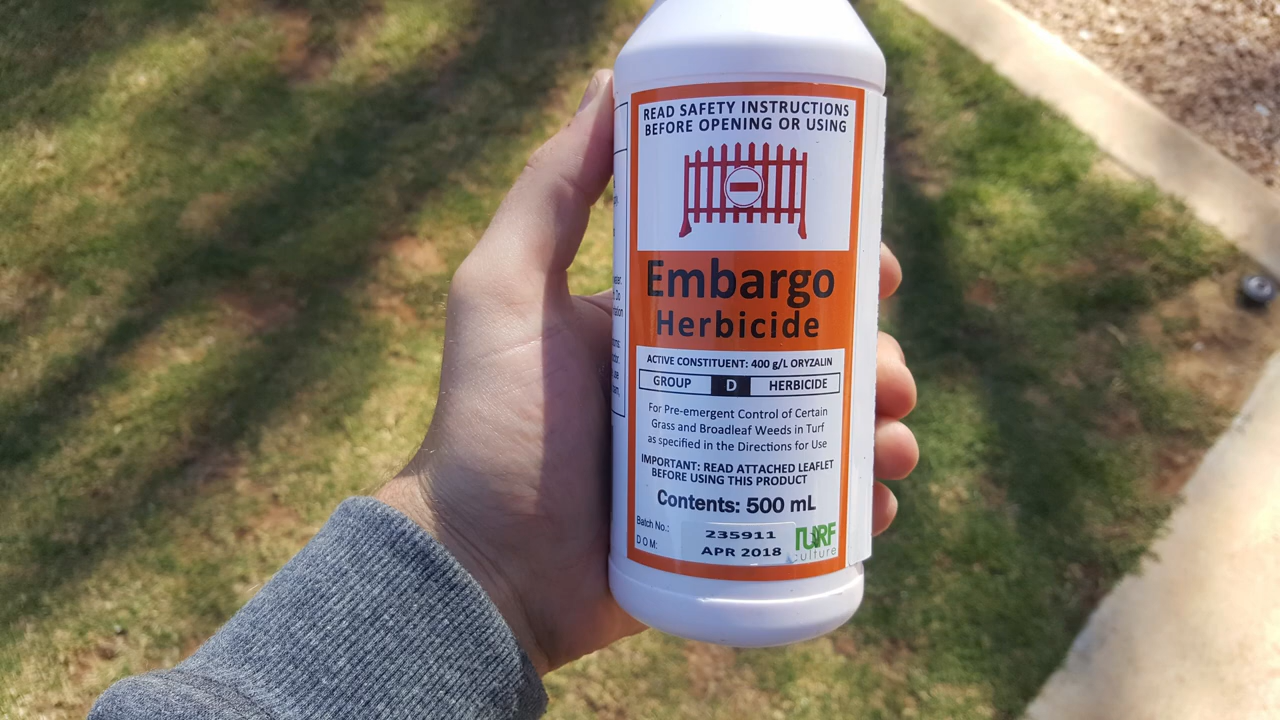 READ SAFETY INSTRUCTIONS
BEFORE OPENING OR USING
Embargo
Herbicide
ACTIVE CONSTITUENT: 400 g/L ORYZALIN
GROUP D HERBICIDE
For Pre-emergent Control of Certain
Grass and Broadleaf Weeds in Turf
as specified in the Directions for Use
IMPORTANT: READ ATTACHED LEAFLET
BEFORE USING THIS PRODUCT
Contents: 500 mL
Batch No.: 235911
D O M: APR 2018
TURF
culture